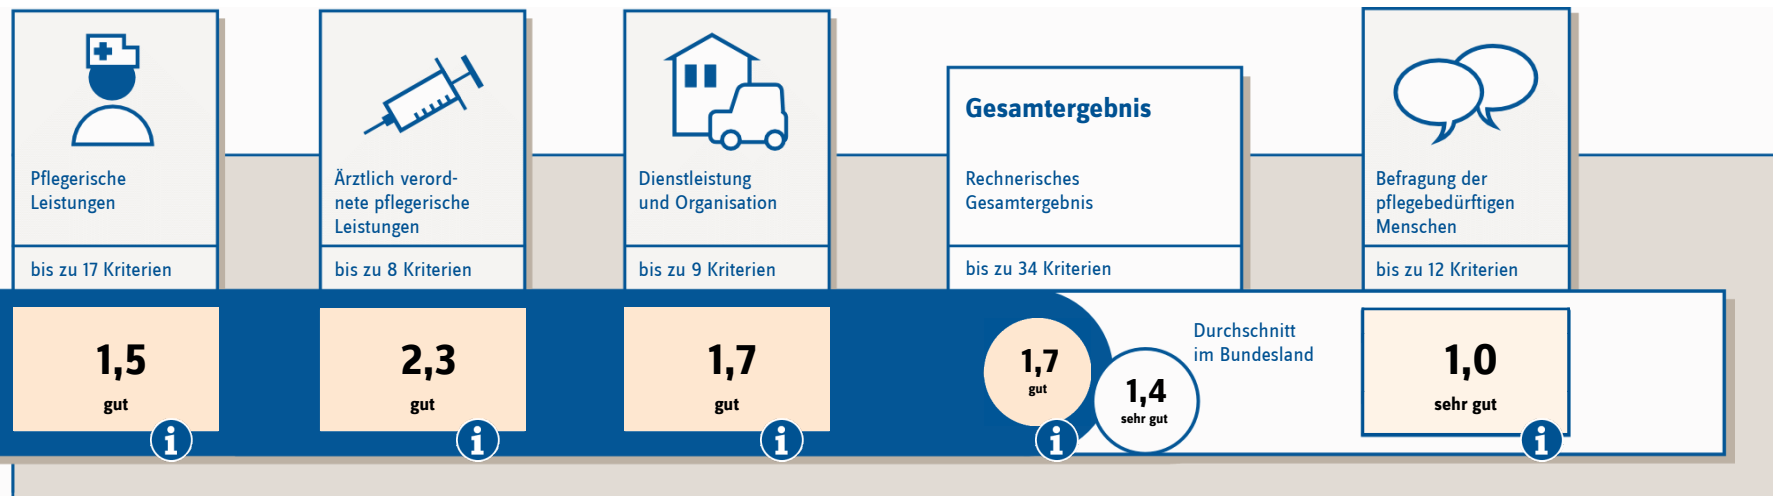 Pflegerische
Leistungen
bis zu 17 Kriterien
1,5
gut
i
Ärztlich verord-
nete pflegerische
Leistungen
bis zu 8 Kriterien
2,3
gut
i
Dienstleistung
und Organisation
bis zu 9 Kriterien
1,7
gut
i
Gesamtergebnis
Rechnerisches
Gesamtergebnis
bis zu 34 Kriterien
1,7
gut
i
1,4
sehr gut
Durchschnitt
im Bundesland
Befragung der
pflegebedürftigen
Menschen
bis zu 12 Kriterien
1,0
sehr gut
i